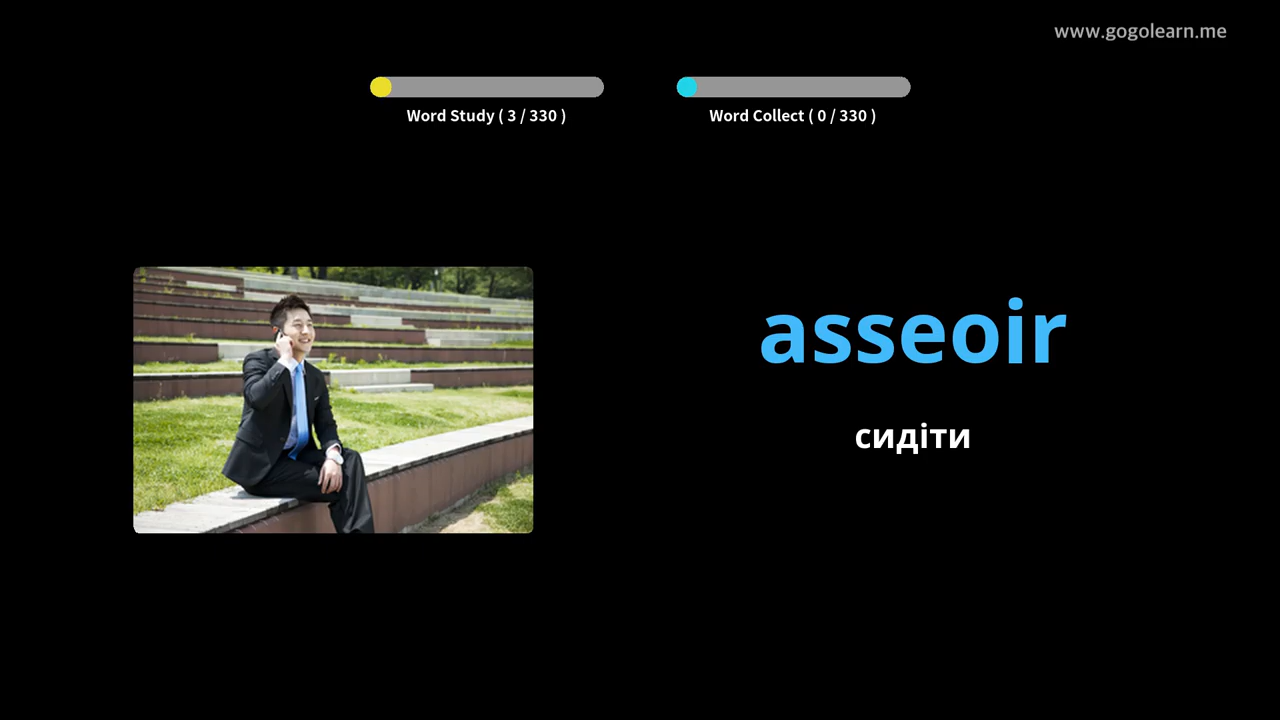 www.gogolearn.me
Word Study ( 3 / 330 )
Word Collect ( 0 / 330 )
asseoir
сидіти